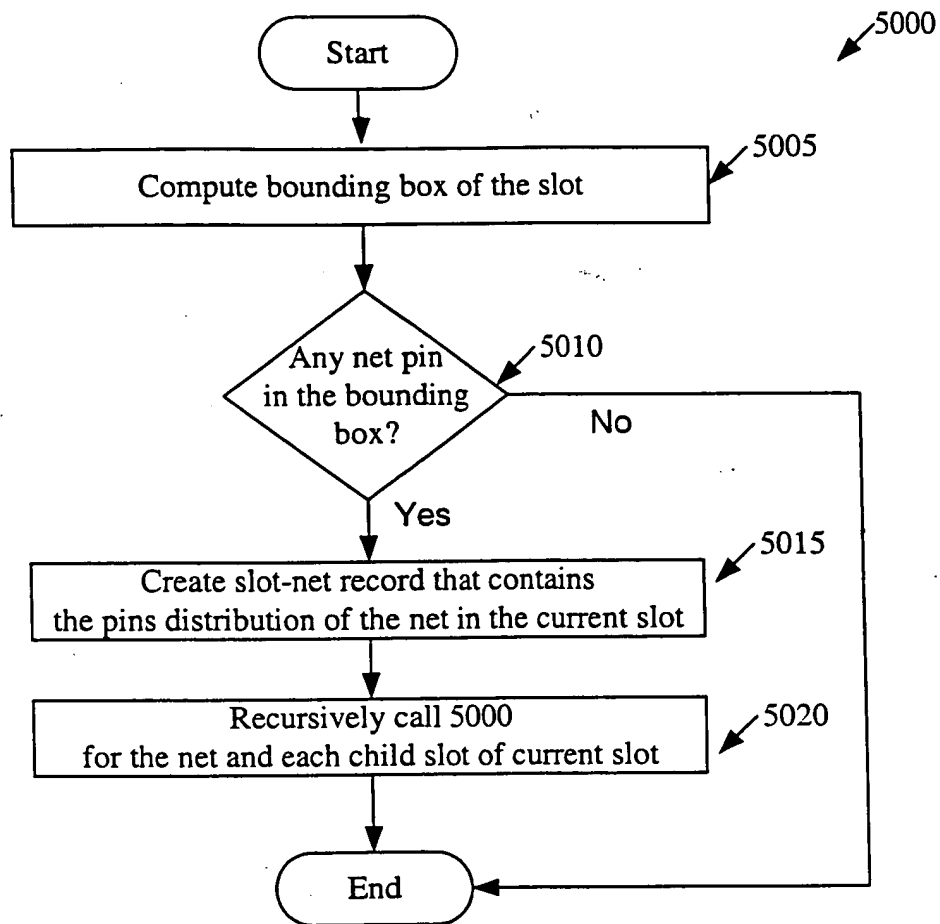 5000
Start
5005
Compute bounding box of the slot
5010
Any net pin
in the bounding
box?
No
Yes
5015
Create slot-net record that contains
the pins distribution of the net in the current slot
5020
Recursively call 5000
for the net and each child slot of current slot
End